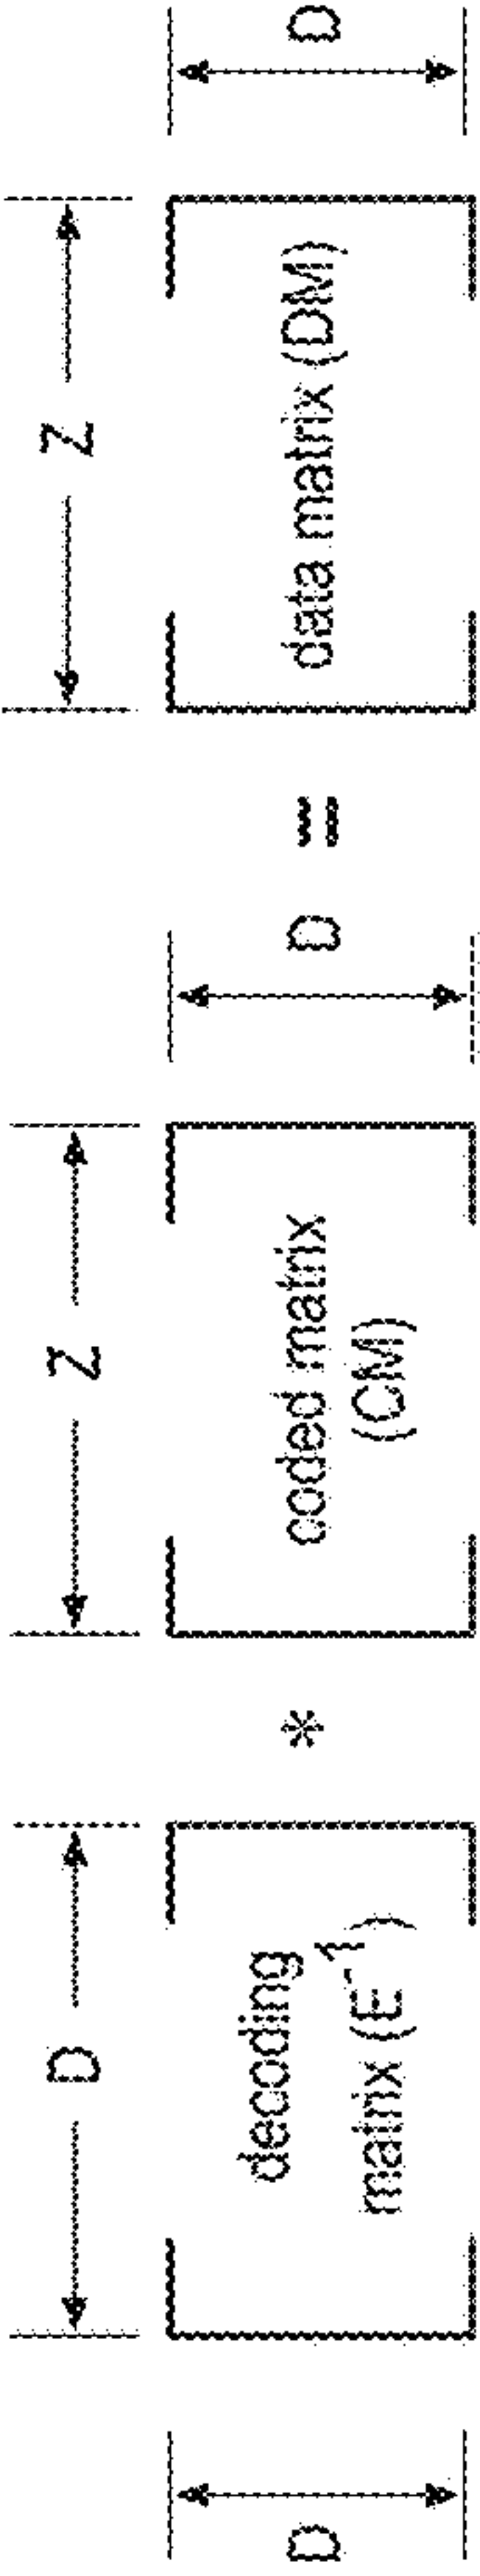 D
D
decoding
matrix (E⁻¹)
*
Z
coded matrix
(CM)
D
=
Z
data matrix (DM)
D